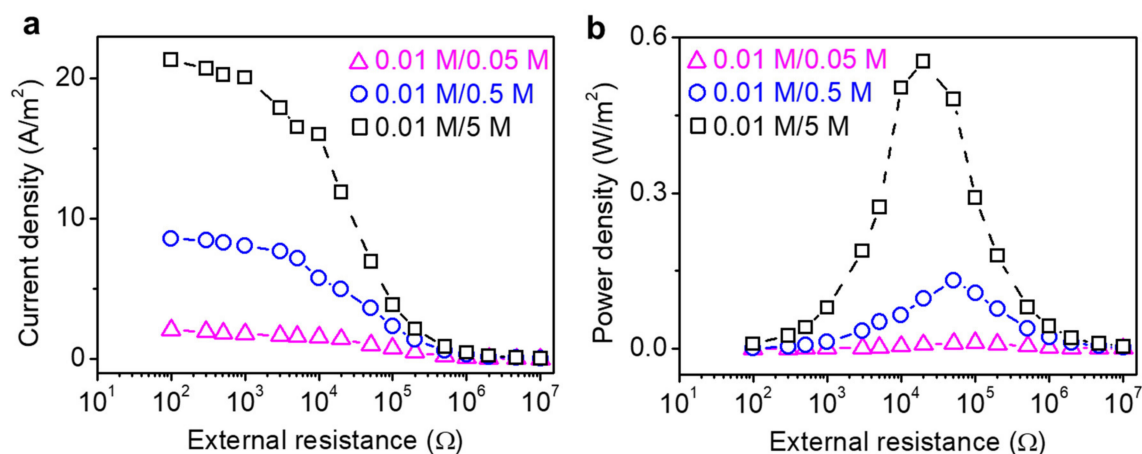 a
Current density (A/m²)
20
10
0
0.01 M/0.05 M
0.01 M/0.5 M
0.01 M/5 M
10¹ 10² 10³ 10⁴ 10⁵ 10⁶ 10⁷
External resistance (Ω)
b
Power density (W/m²)
0.6
0.3
0.0
0.01 M/0.05 M
0.01 M/0.5 M
0.01 M/5 M
10¹ 10² 10³ 10⁴ 10⁵ 10⁶ 10⁷
External resistance (Ω)